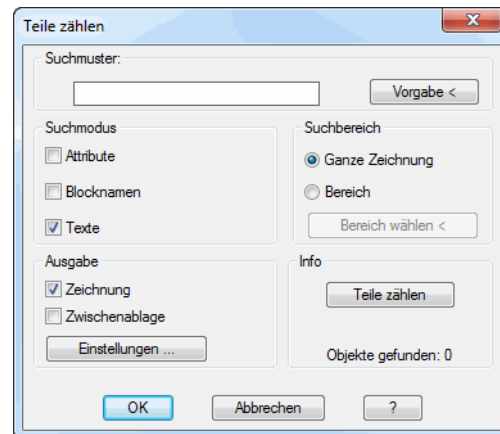 Teile zählen
Suchmuster:
Vorgabe <
Suchmodus
Attribute
Blocknamen
Texte
Suchbereich
Ganze Zeichnung
Bereich
Bereich wählen <
Ausgabe
Zeichnung
Zwischenablage
Einstellungen ...
Info
Teile zählen
Objekte gefunden: 0
OK
Abbrechen
?